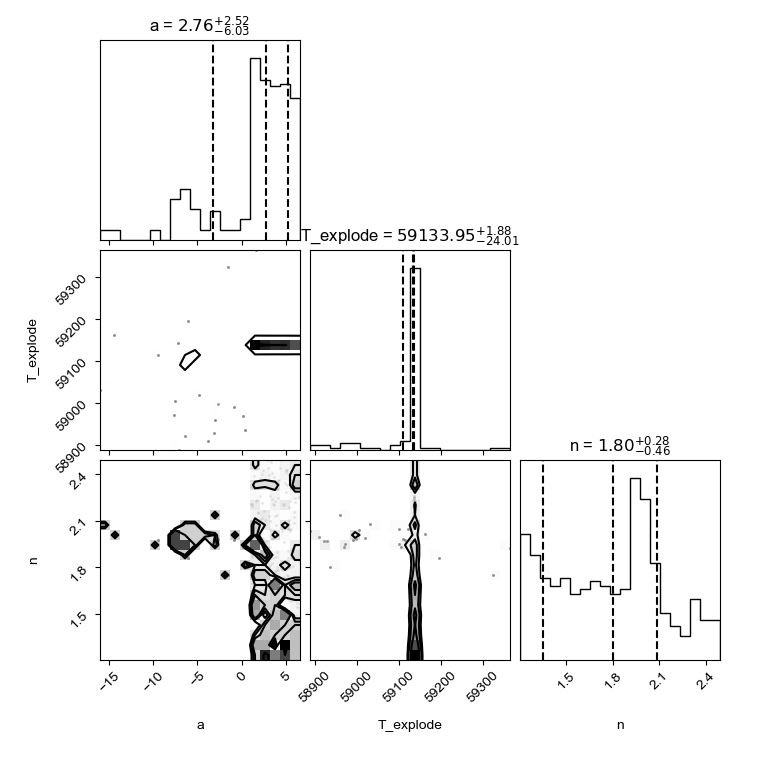 a = 2.76+2.52−6.03
T_explode = 59133.95+1.88−24.01
59300
59200
59100
59000
58900
T_explode
n = 1.80+0.28−0.46
2.4
2.1
1.8
1.5
n
−15 −10 −5 0 5
58900 59000 59100 59200 59300
1.5 1.8 2.1 2.4
a T_explode n